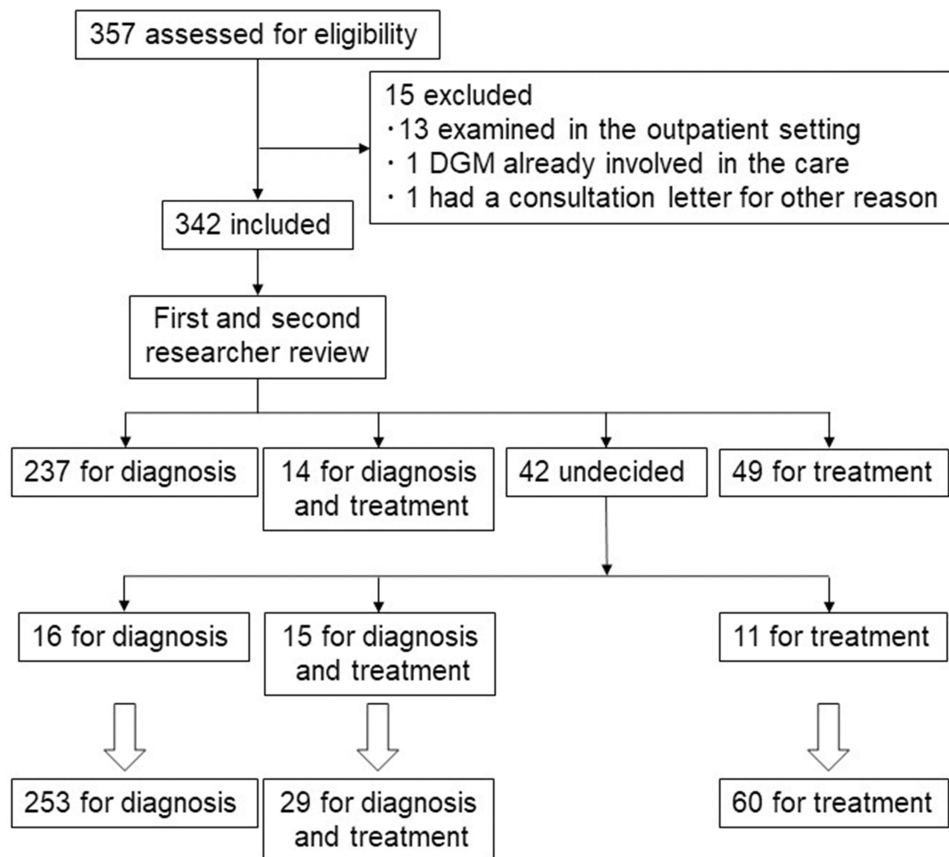 357 assessed for eligibility
15 excluded
・13 examined in the outpatient setting
・1 DGM already involved in the care
・1 had a consultation letter for other reason
342 included
First and second
researcher review
237 for diagnosis
14 for diagnosis
and treatment
42 undecided
49 for treatment
16 for diagnosis
15 for diagnosis
and treatment
11 for treatment
253 for diagnosis
29 for diagnosis
and treatment
60 for treatment